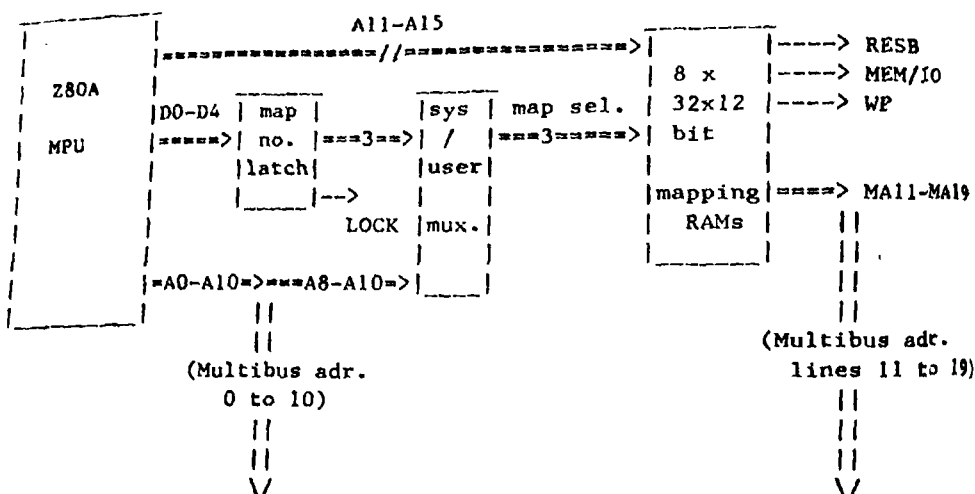 A11-A15
RESB
8 x MEM/IO
Z80A 32x12 WP
D0-D4 map sys map sel. bit
MPU no. 3 / 3
latch user
mapping MA11-MA19
LOCK mux. RAMs
A0-A10 A8-A10
(Multibus adr. (Multibus adr.
0 to 10) lines 11 to 19)